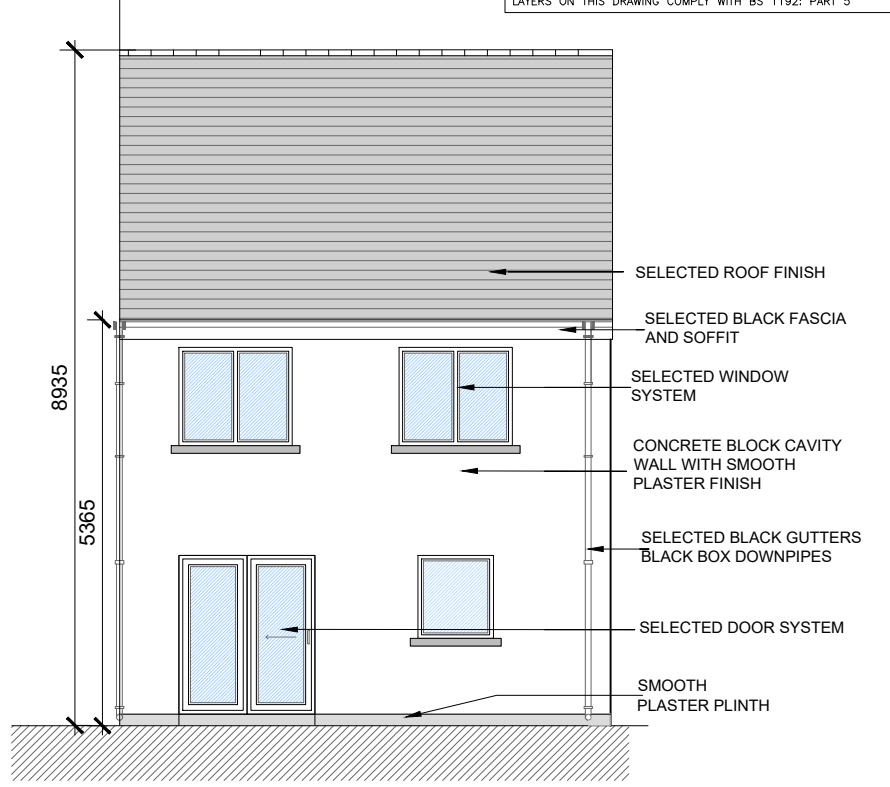 LAYERS ON THIS DRAWING COMPLY WITH BS 1192: PART 5
SELECTED ROOF FINISH
SELECTED BLACK FASCIA
AND SOFFIT
SELECTED WINDOW
SYSTEM
8935
CONCRETE BLOCK CAVITY
WALL WITH SMOOTH
PLASTER FINISH
5365
SELECTED BLACK GUTTERS
BLACK BOX DOWNPIPES
SELECTED DOOR SYSTEM
SMOOTH
PLASTER PLINTH